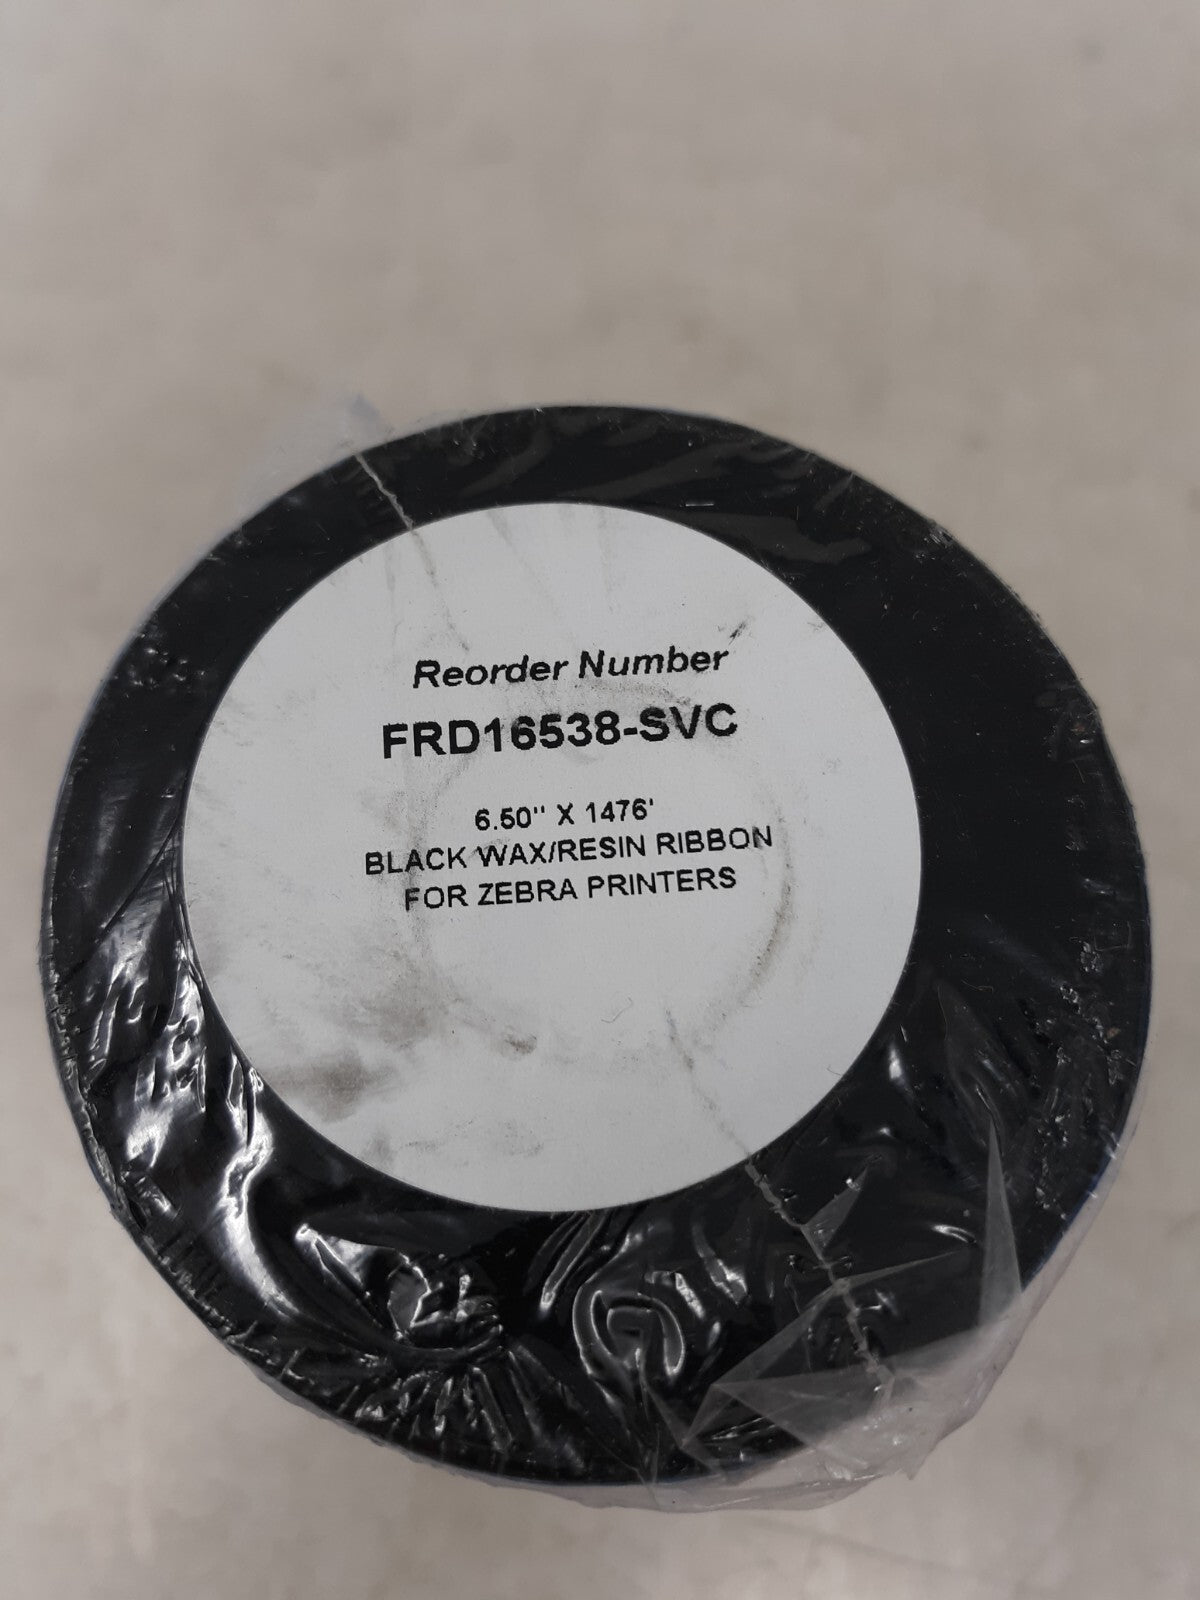 Reorder Number
FRD16538-SVC
6.50" X 1476'
BLACK WAX/RESIN RIBBON
FOR ZEBRA PRINTERS